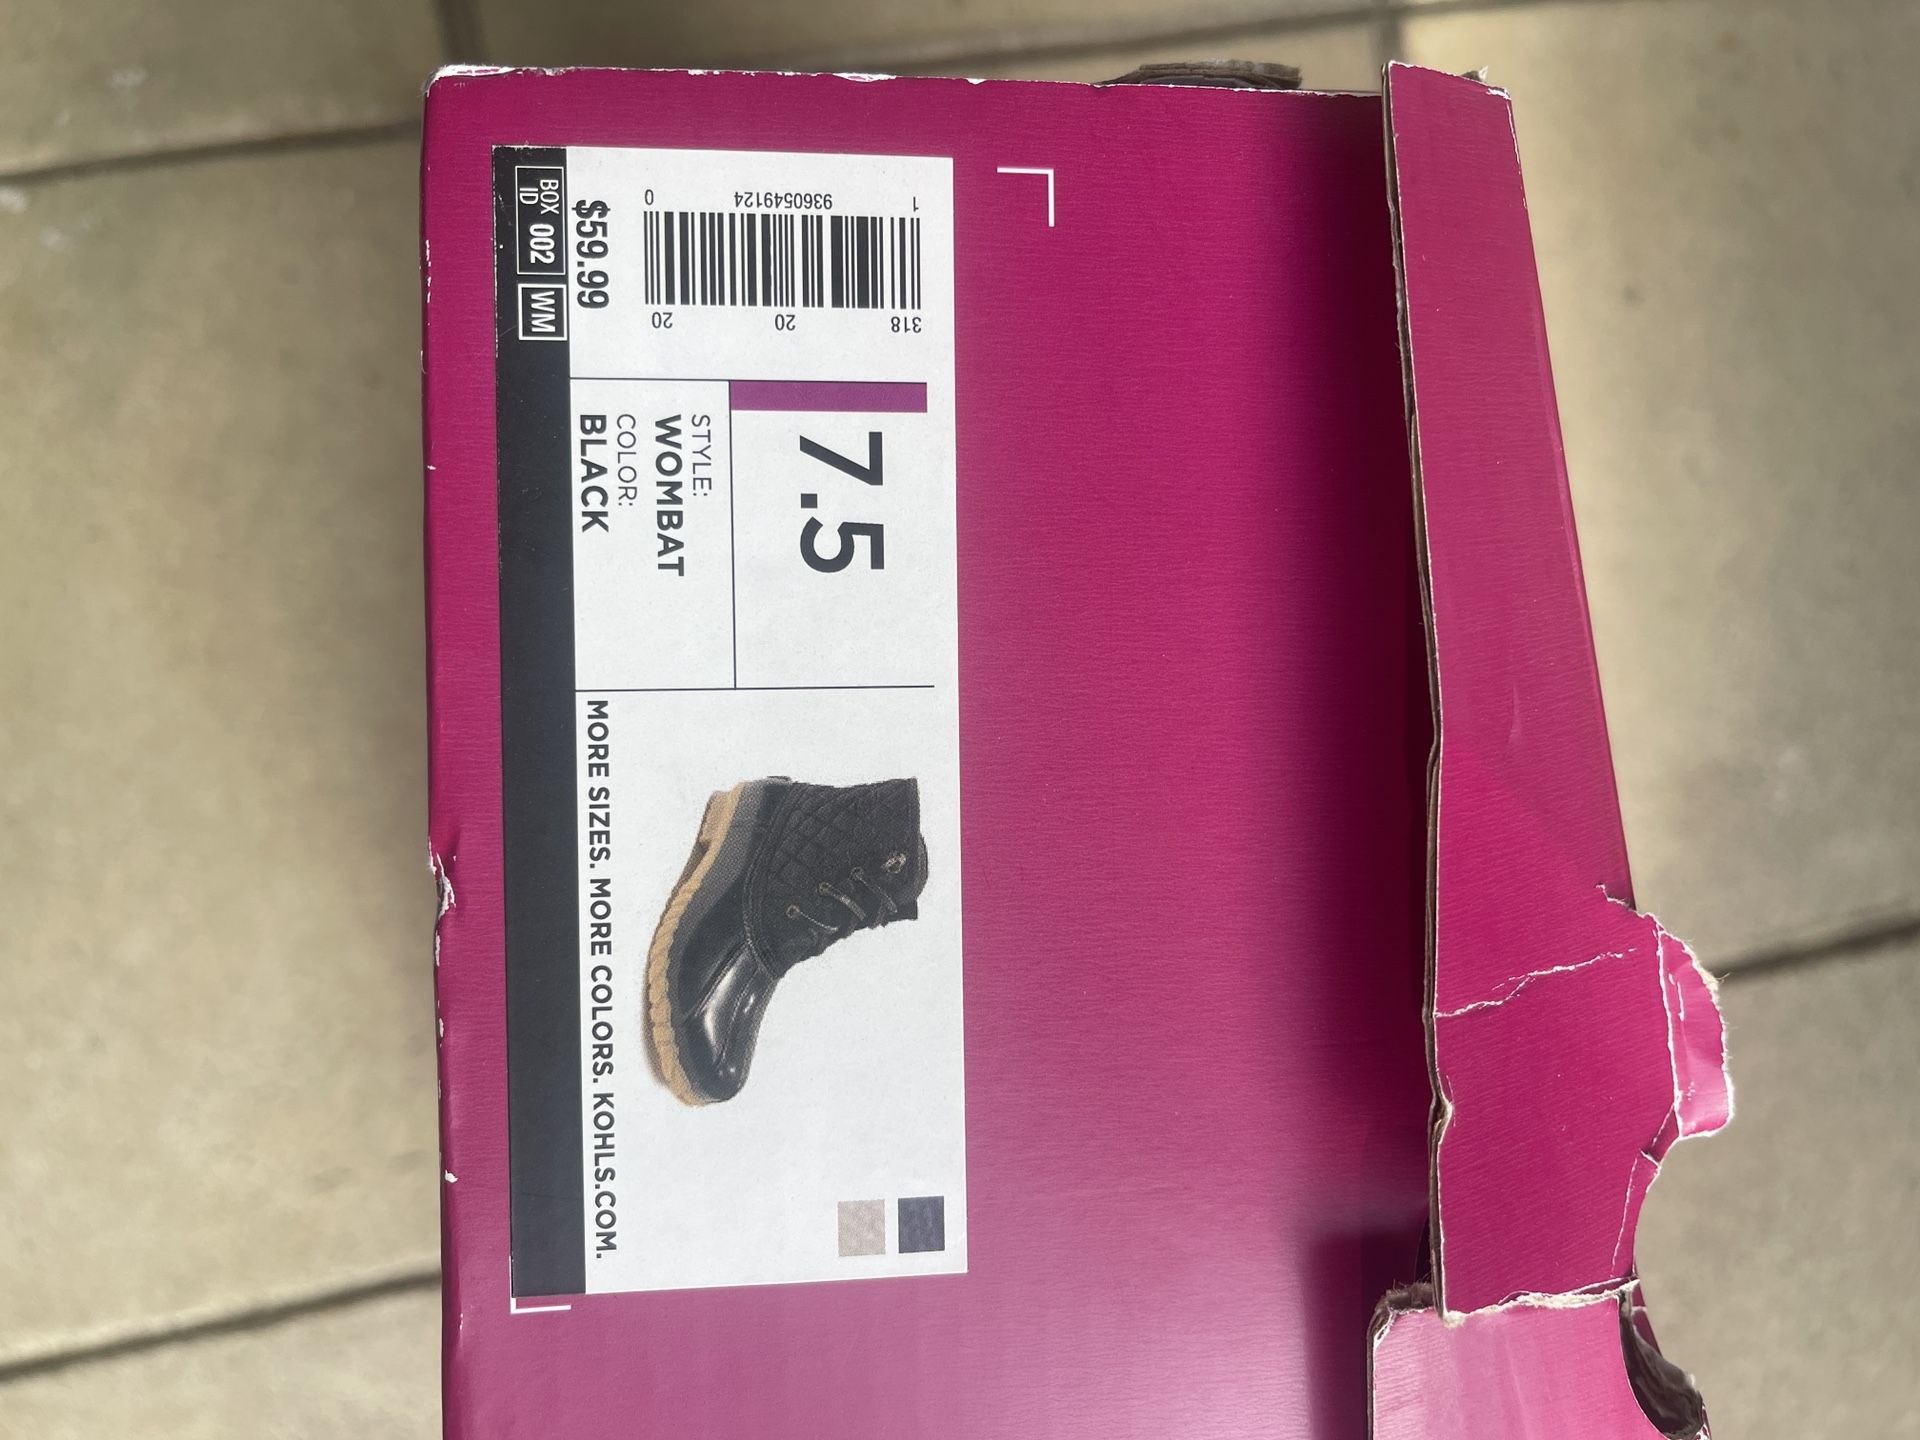 318 20 20
1 9360549124 0
$59.99
BOX ID 002 WM
7.5
STYLE:
WOMBAT
COLOR:
BLACK
MORE SIZES. MORE COLORS. KOHLS.COM.